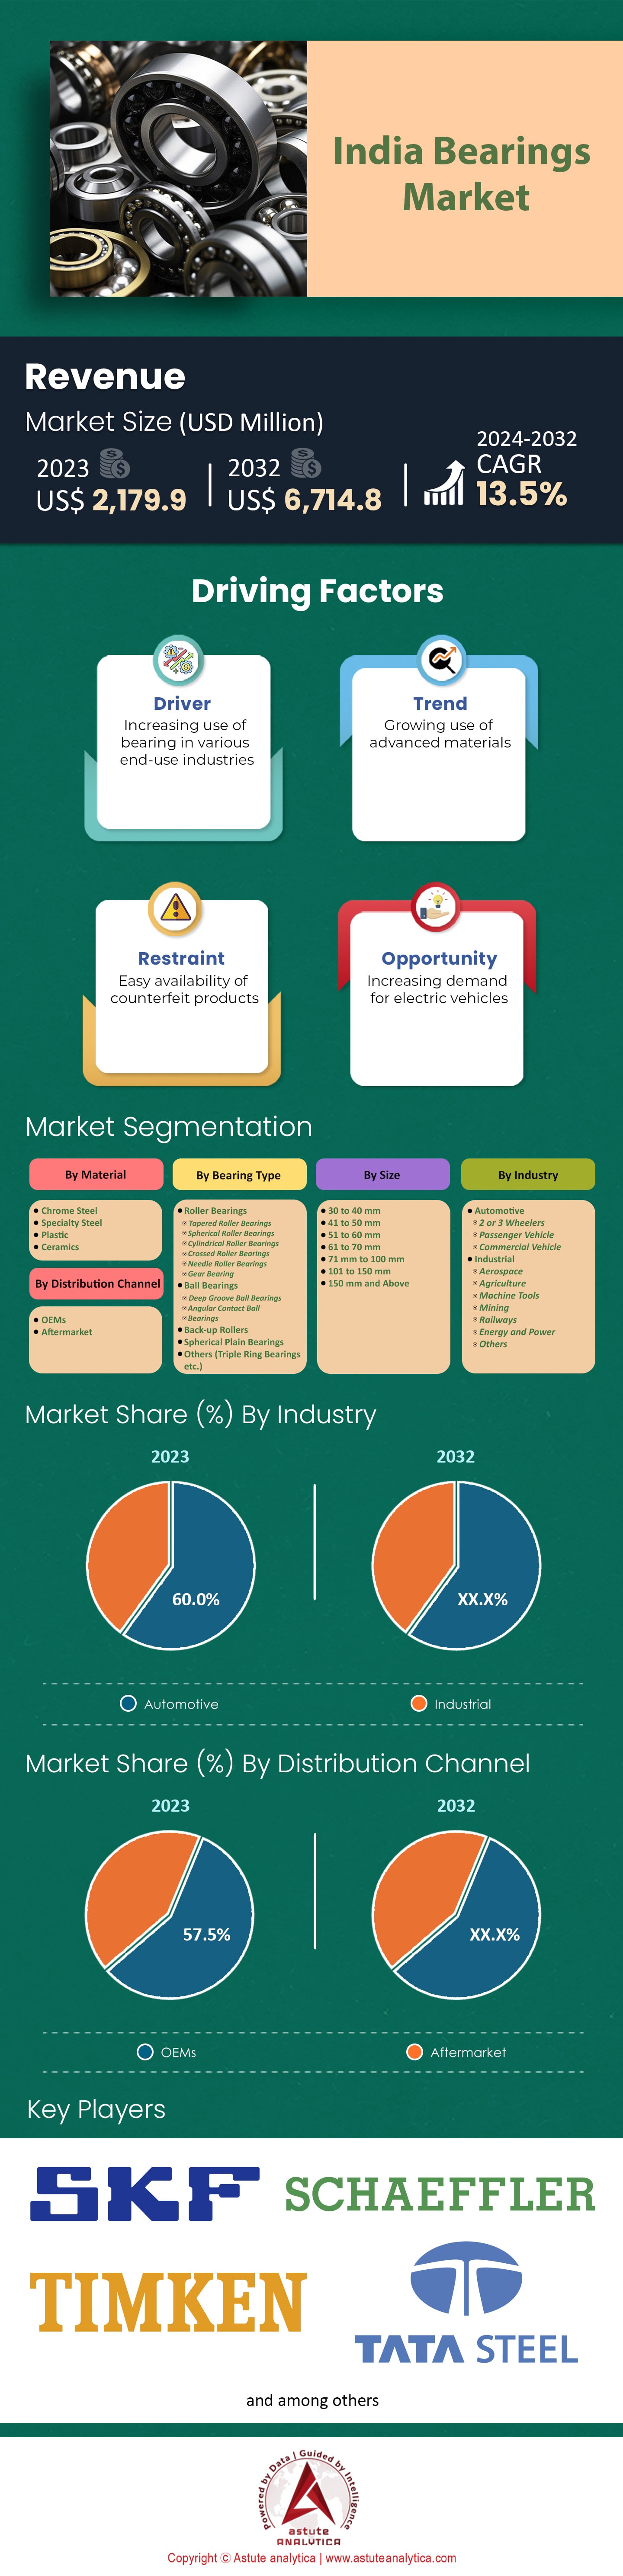 India Bearings
Market
Revenue
Market Size (USD Million)
2023
US$ 2,179.9
2032
US$ 6,714.8
2024-2032
CAGR
13.5%
Driving Factors
Driver
Increasing use of
bearing in various
end-use industries
Trend
Growing use of
advanced materials
Restraint
Easy availability of
counterfeit products
Opportunity
Increasing demand
for electric vehicles
Market Segmentation
By Material
Chrome Steel
Specialty Steel
Plastic
Ceramics
By Distribution Channel
OEMs
Aftermarket
By Bearing Type
Roller Bearings
Tapered Roller Bearings
Spherical Roller Bearings
Cylindrical Roller Bearings
Crossed Roller Bearings
Needle Roller Bearings
Gear Bearing
Ball Bearings
Deep Groove Ball Bearings
Angular Contact Ball
Bearings
Back-up Rollers
Spherical Plain Bearings
Others (Triple Ring Bearings
etc.)
By Size
30 to 40 mm
41 to 50 mm
51 to 60 mm
61 to 70 mm
71 mm to 100 mm
101 to 150 mm
150 mm and Above
By Industry
Automotive
2 or 3 Wheelers
Passenger Vehicle
Commercial Vehicle
Industrial
Aerospace
Agriculture
Machine Tools
Mining
Railways
Energy and Power
Others
Market Share (%) By Industry
2023
60.0%
2032
XX.X%
Automotive
Industrial
Market Share (%) By Distribution Channel
2023
57.5%
2032
XX.X%
OEMs
Aftermarket
Key Players
SKF
SCHAEFFLER
TIMKEN
TATA STEEL
and among others
Powered by Data | Guided by Intelligence
astute
ANALYTICA
Copyright © Astute analytica | www.astuteanalytica.com